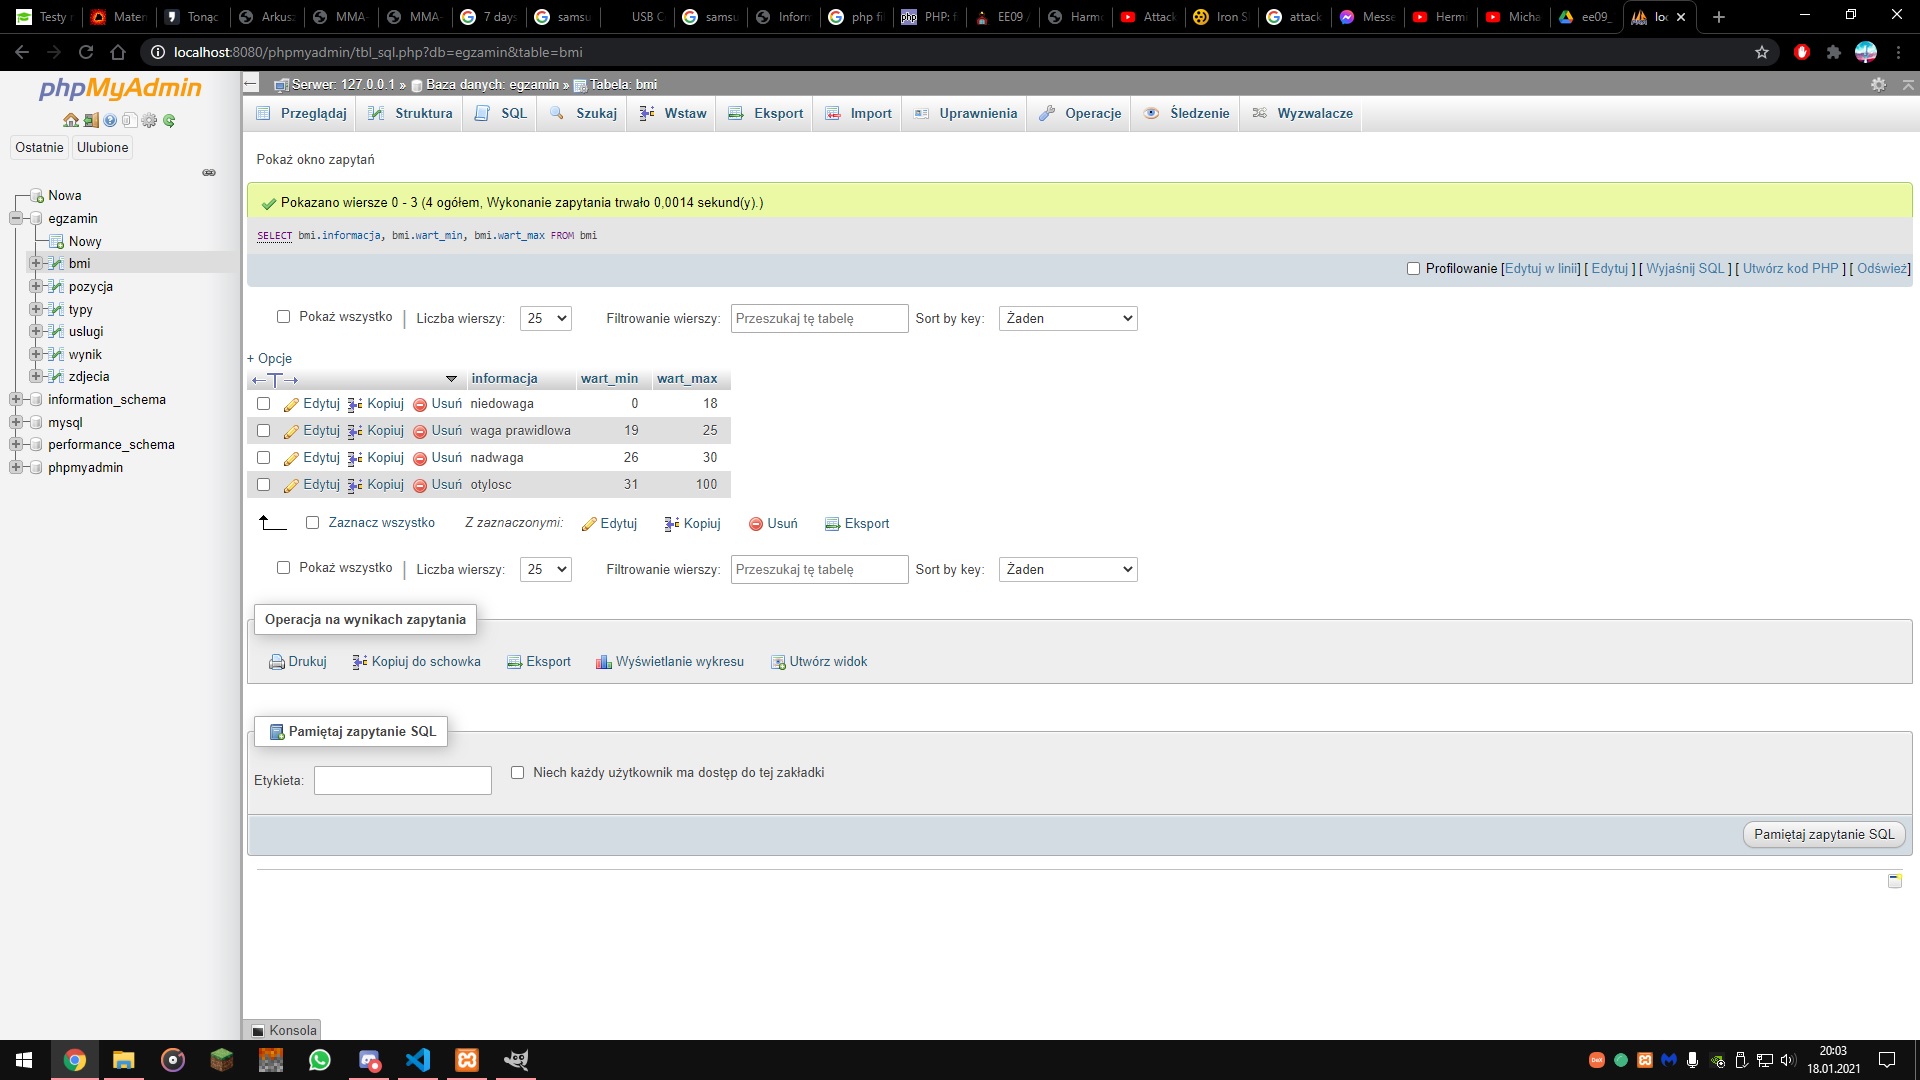 Testy
Matem
Tonąc
Arkusz
MMA-
MMA-
7 days
samsu
USB C
samsu
Inform
php fi
PHP: f
EE09 /
Harmo
Attack
Iron S
attack
Messe
Hermi
Micha
ee09_
loc
localhost:8080/phpmyadmin/tbl_sql.php?db=egzamin&table=bmi
phpMyAdmin
Ostatnie Ulubione
Nowa
egzamin
Nowy
bmi
pozycja
typy
uslugi
wynik
zdjecia
information_schema
mysql
performance_schema
phpmyadmin
Serwer: 127.0.0.1 » Baza danych: egzamin » Tabela: bmi
Przeglądaj Struktura SQL Szukaj Wstaw Eksport Import Uprawnienia Operacje Śledzenie Wyzwalacze
Pokaż okno zapytań
Pokazano wiersze 0 - 3 (4 ogółem, Wykonanie zapytania trwało 0,0014 sekund(y).)
SELECT bmi.informacja, bmi.wart_min, bmi.wart_max FROM bmi
Profilowanie [Edytuj w linii] [ Edytuj ] [ Wyjaśnij SQL ] [ Utwórz kod PHP ] [ Odśwież]
Pokaż wszystko | Liczba wierszy: 25 Filtrowanie wierszy: Przeszukaj tę tabelę Sort by key: Żaden
+ Opcje
←T→ informacja wart_min wart_max
Edytuj Kopiuj Usuń niedowaga 0 18
Edytuj Kopiuj Usuń waga prawidlowa 19 25
Edytuj Kopiuj Usuń nadwaga 26 30
Edytuj Kopiuj Usuń otylosc 31 100
Zaznacz wszystko Z zaznaczonymi: Edytuj Kopiuj Usuń Eksport
Pokaż wszystko | Liczba wierszy: 25 Filtrowanie wierszy: Przeszukaj tę tabelę Sort by key: Żaden
Operacja na wynikach zapytania
Drukuj Kopiuj do schowka Eksport Wyświetlanie wykresu Utwórz widok
Pamiętaj zapytanie SQL
Etykieta: Niech każdy użytkownik ma dostęp do tej zakładki
Pamiętaj zapytanie SQL
Konsola
20:03
18.01.2021